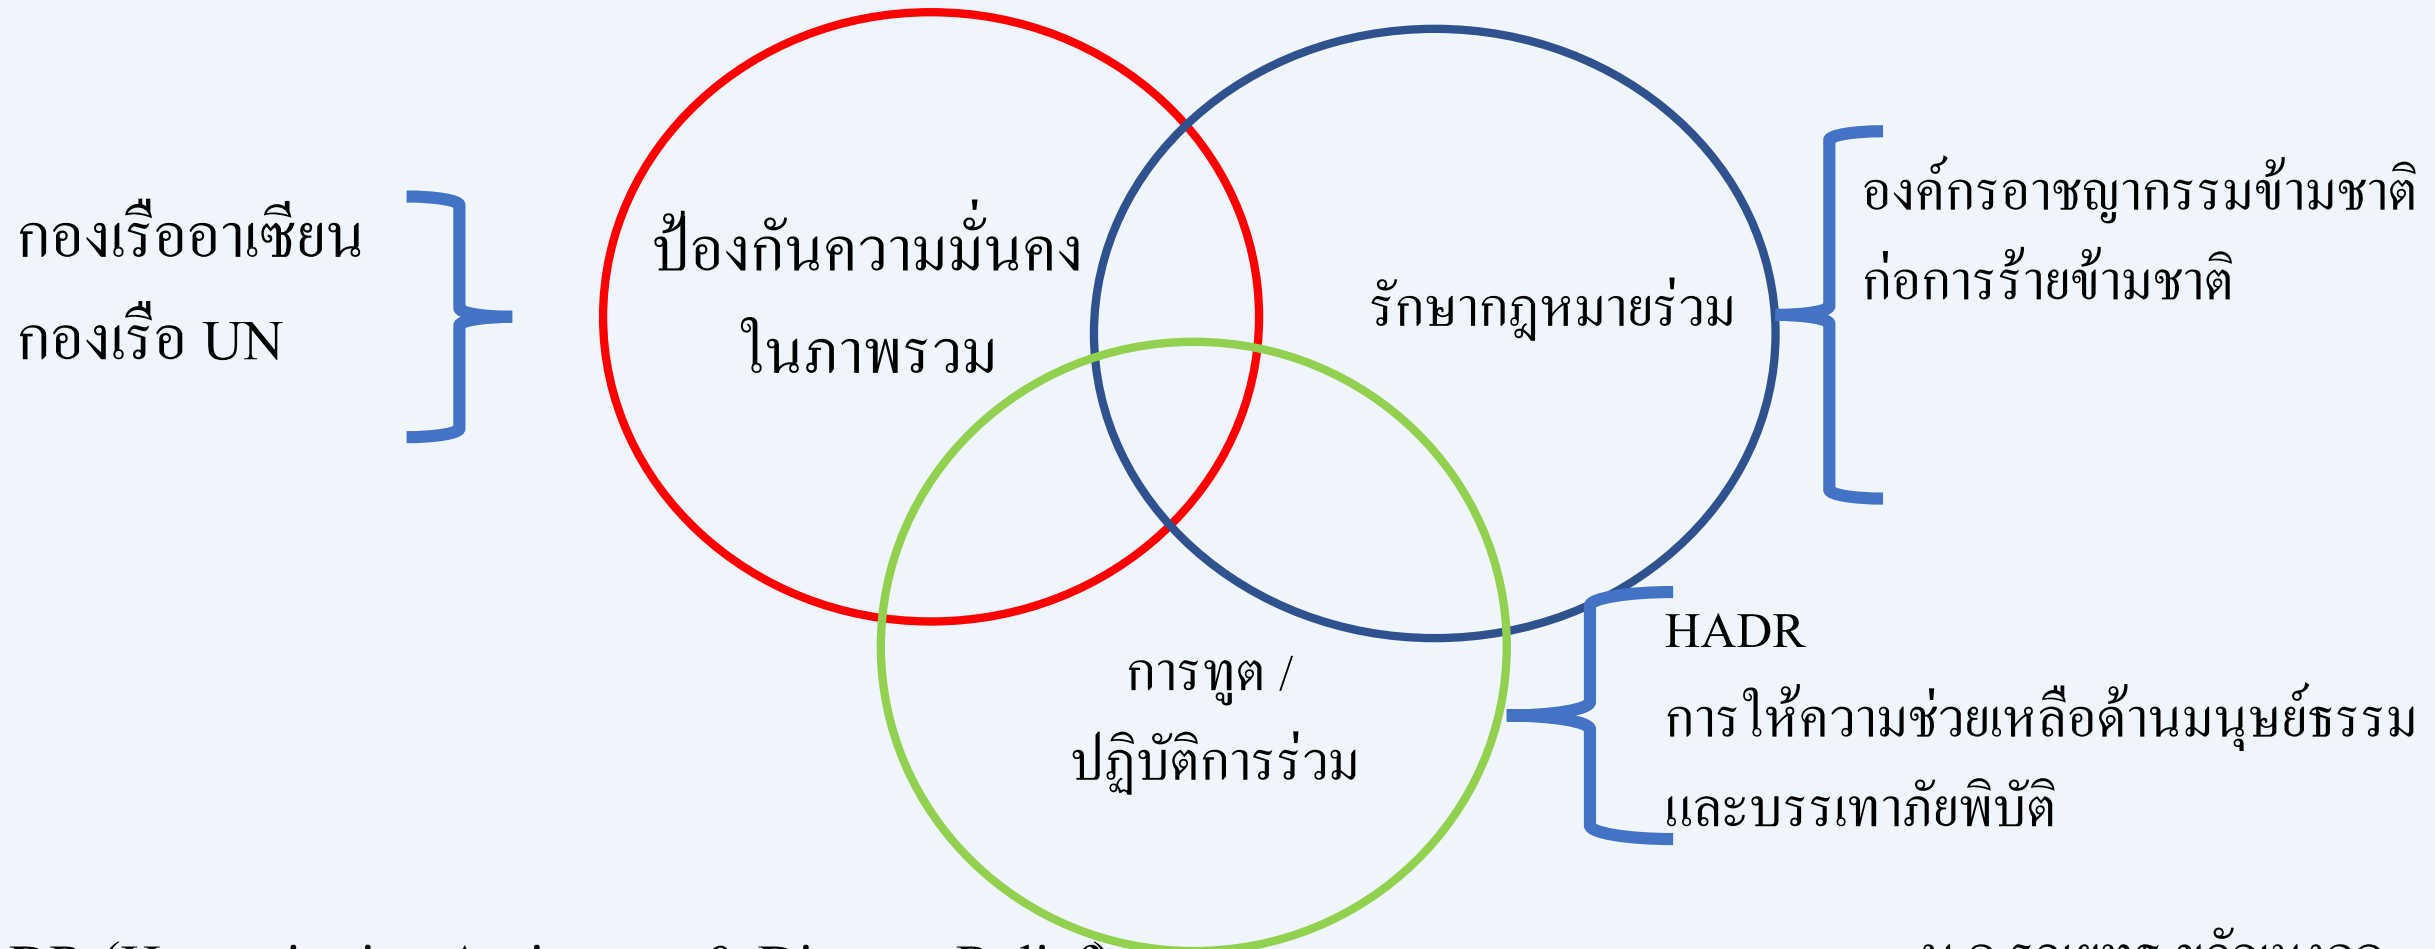 กองเรืออาเซียน
กองเรือ UN
ป้องกันความมั่นคง
ในภาพรวม
รักษากฎหมายร่วม
องค์กรอาชญากรรมข้ามชาติ
ก่อการร้ายข้ามชาติ
การทูต /
ปฏิบัติการร่วม
HADR
การให้ความช่วยเหลือด้านมนุษย์ธรรม
และบรรเทาภัยพิบัติ